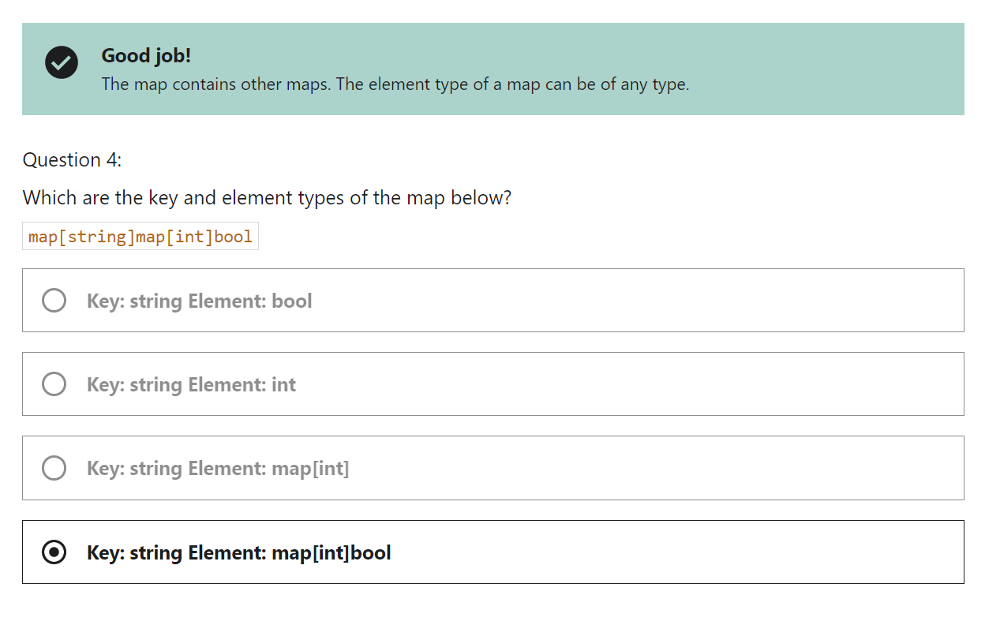 Good job!
The map contains other maps. The element type of a map can be of any type.
Question 4:
Which are the key and element types of the map below?
map[string]map[int]bool
Key: string Element: bool
Key: string Element: int
Key: string Element: map[int]
Key: string Element: map[int]bool